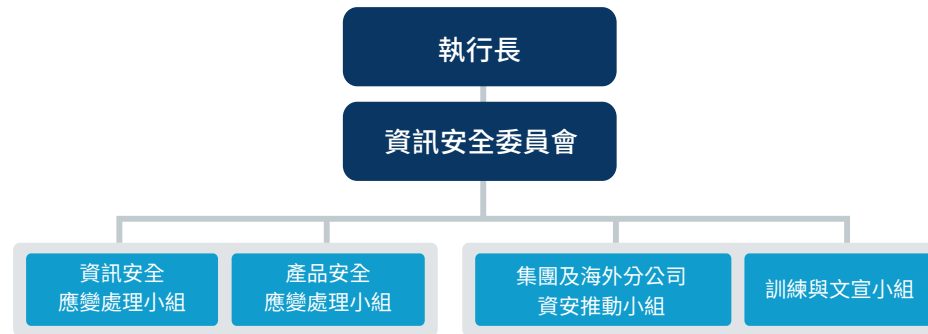 執行長
資訊安全委員會
資訊安全
應變處理小組
產品安全
應變處理小組
集團及海外分公司
資安推動小組
訓練與文宣小組